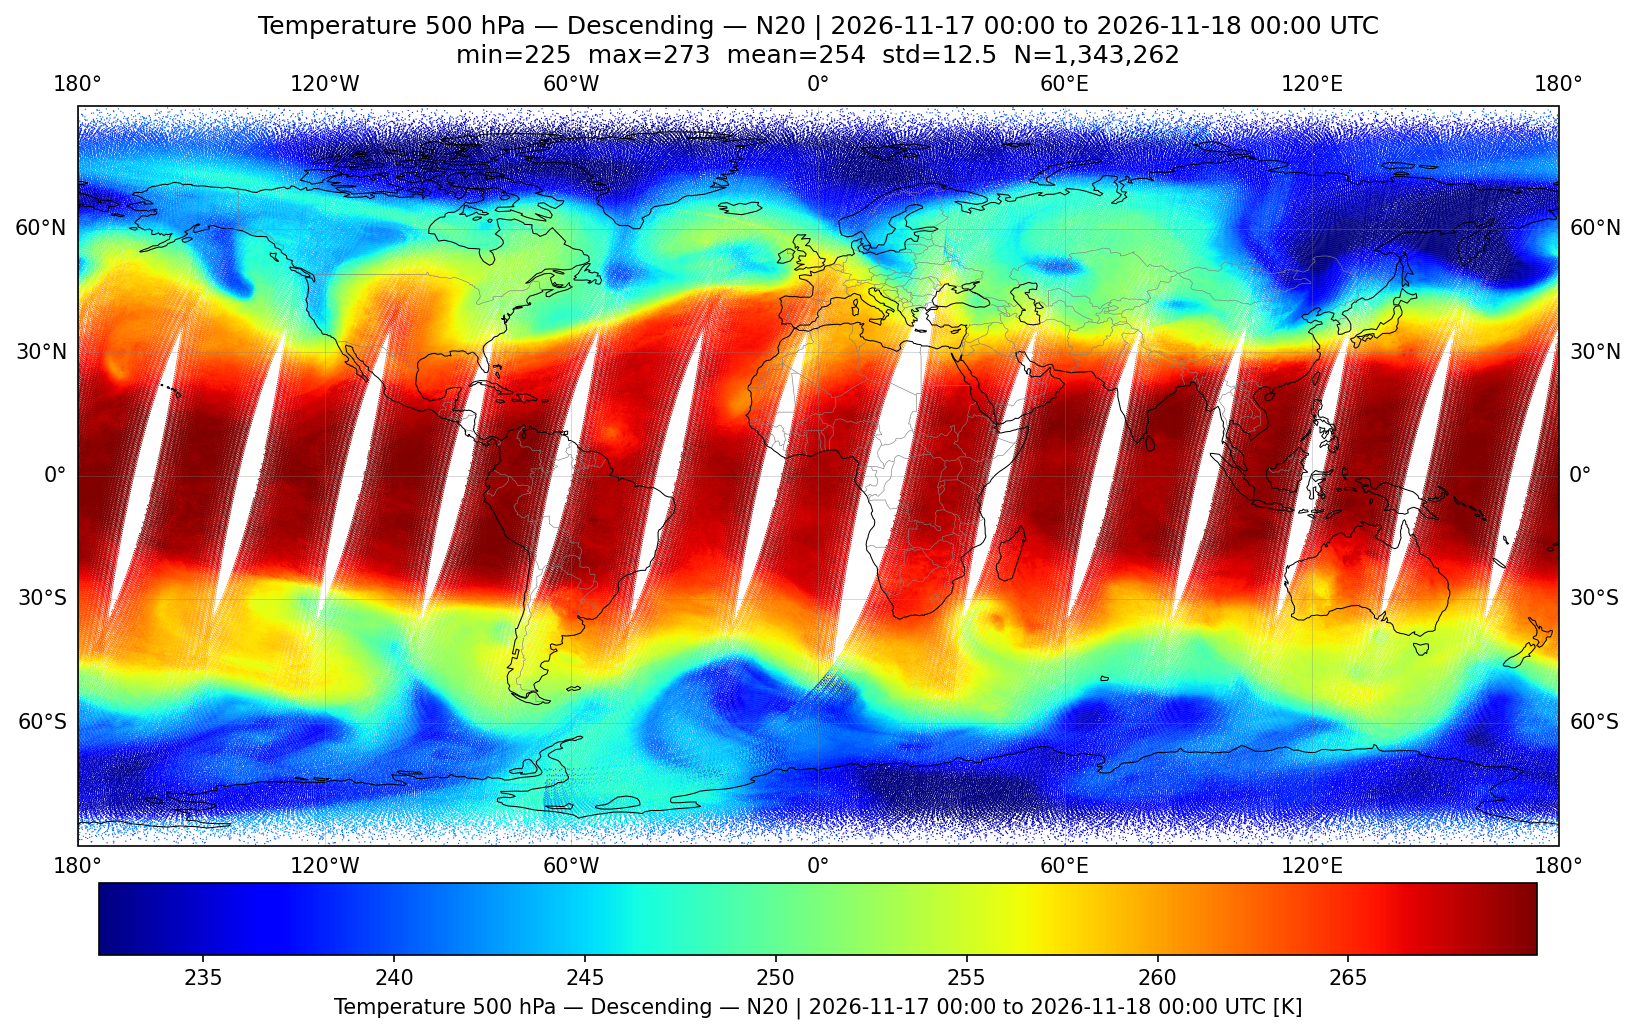 Temperature 500 hPa — Descending — N20 | 2026-11-17 00:00 to 2026-11-18 00:00 UTC
min=225 max=273 mean=254 std=12.5 N=1,343,262
180° 120°W 60°W 0° 60°E 120°E 180°
60°N 60°N
30°N 30°N
0° 0°
30°S 30°S
60°S 60°S
180° 120°W 60°W 0° 60°E 120°E 180°
235 240 245 250 255 260 265
Temperature 500 hPa — Descending — N20 | 2026-11-17 00:00 to 2026-11-18 00:00 UTC [K]